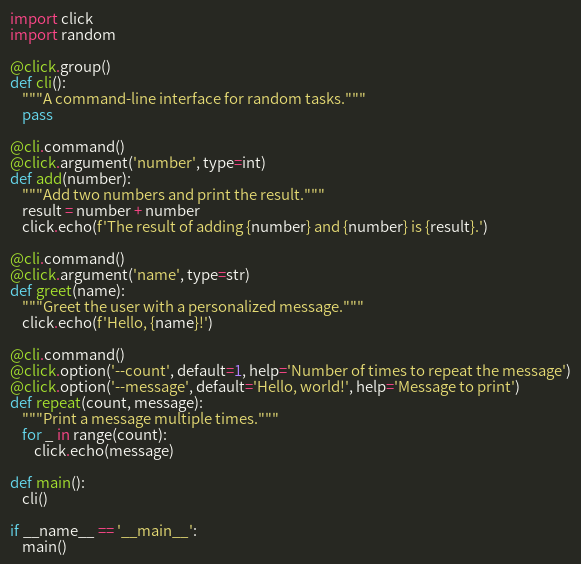 import click
import random

@click.group()
def cli():
    """A command-line interface for random tasks."""
    pass

@cli.command()
@click.argument('number', type=int)
def add(number):
    """Add two numbers and print the result."""
    result = number + number
    click.echo(f'The result of adding {number} and {number} is {result}.')

@cli.command()
@click.argument('name', type=str)
def greet(name):
    """Greet the user with a personalized message."""
    click.echo(f'Hello, {name}!')

@cli.command()
@click.option('--count', default=1, help='Number of times to repeat the message')
@click.option('--message', default='Hello, world!', help='Message to print')
def repeat(count, message):
    """Print a message multiple times."""
    for _ in range(count):
        click.echo(message)

def main():
    cli()

if __name__ == '__main__':
    main()